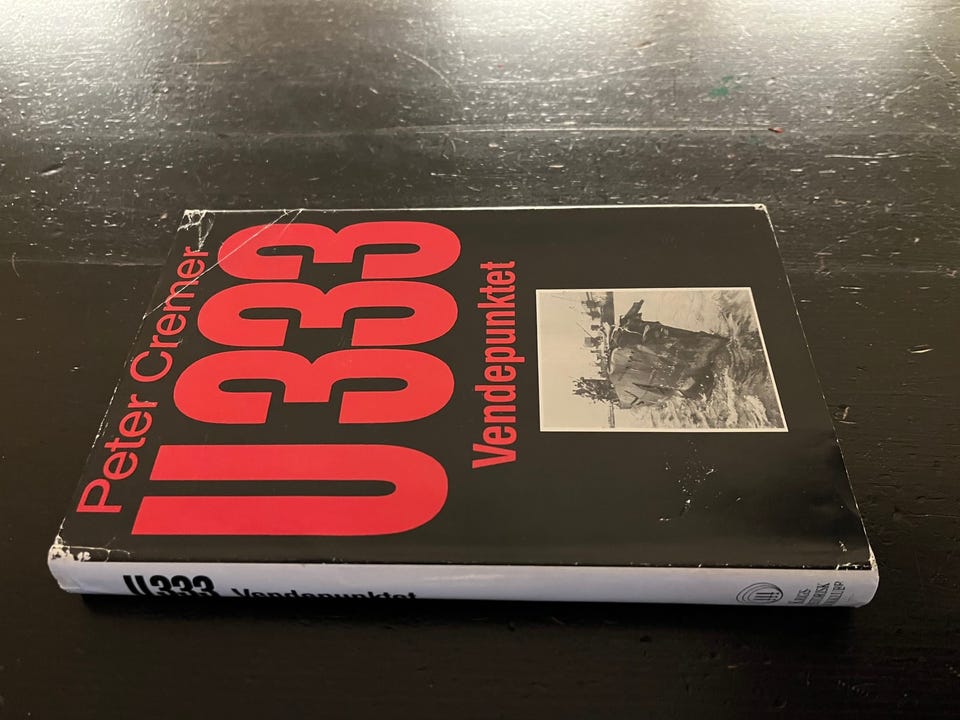 Peter Cremer
U333
Vendepunktet
U333 Vendepunktet